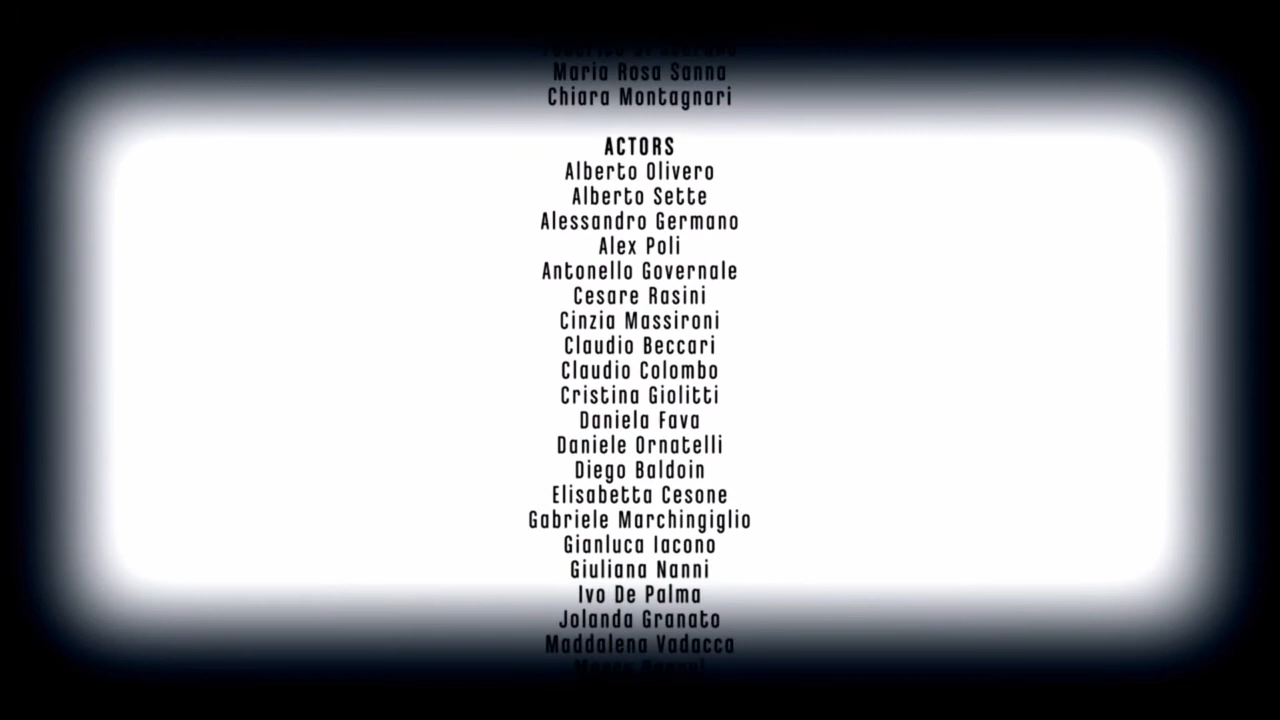 Maria Rosa Sanna
Chiara Montagnari
ACTORS
Alberto Olivero
Alberto Sette
Alessandro Germano
Alex Poli
Antonello Governale
Cesare Rasini
Cinzia Massironi
Claudio Beccari
Claudio Colombo
Cristina Giolitti
Daniela Fava
Daniele Ornatelli
Diego Baldoin
Elisabetta Cesone
Gabriele Marchingiglio
Gianluca Iacono
Giuliana Nanni
Ivo De Palma
Jolanda Granato
Maddalena Vadacca